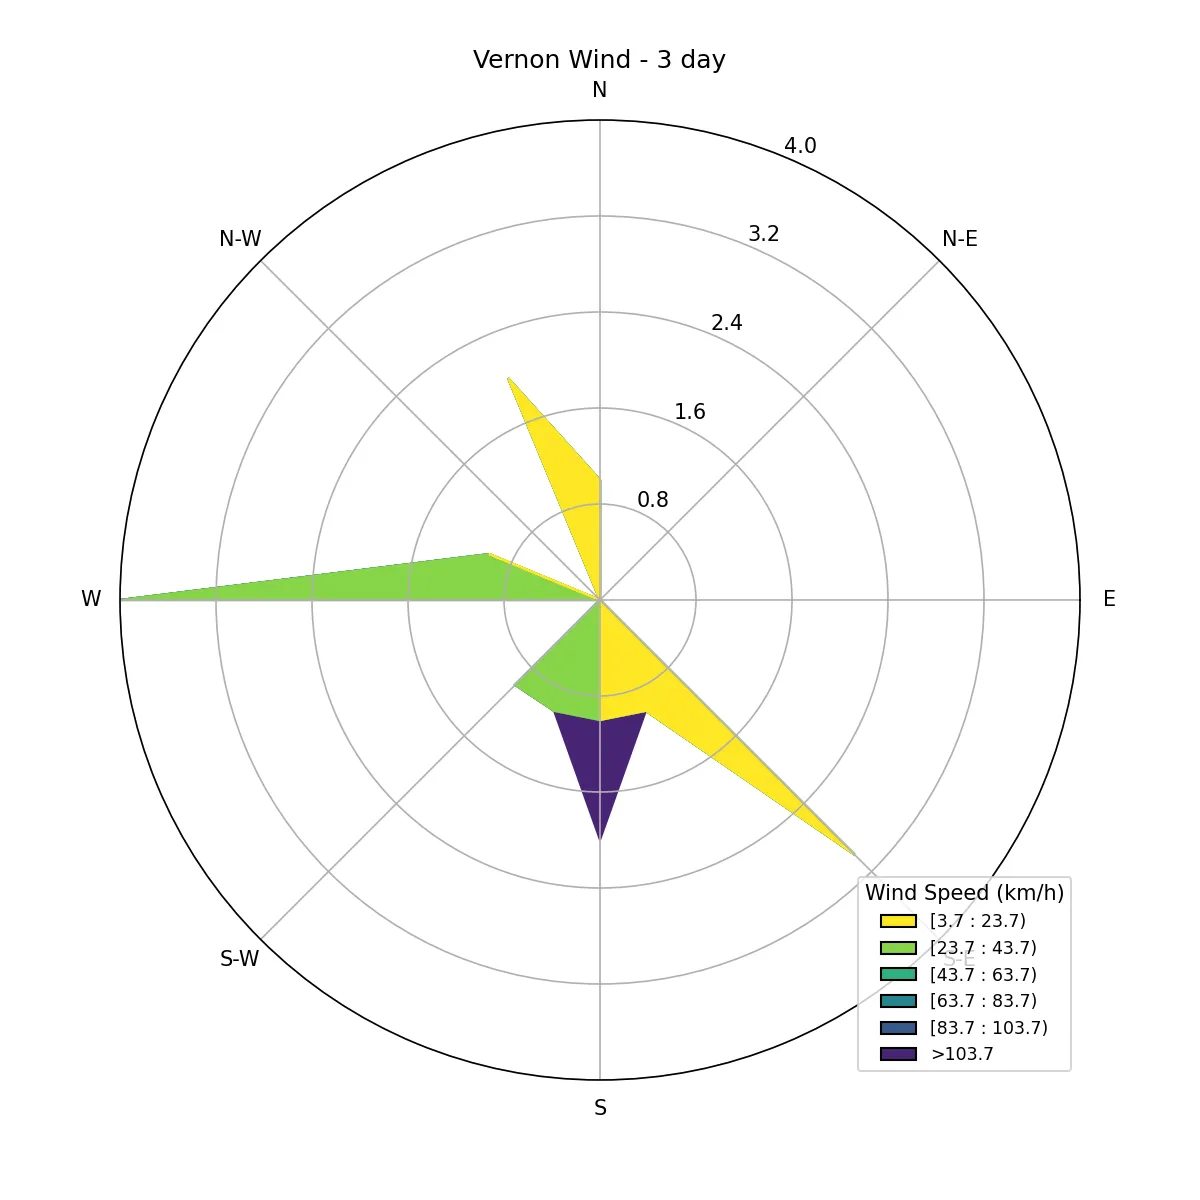 Vernon Wind - 3 day
N
4.0
N-W
3.2
N-E
2.4
1.6
0.8
W
E
Wind Speed (km/h)
[3.7 : 23.7)
[23.7 : 43.7)
S-W
S-E
[43.7 : 63.7)
[63.7 : 83.7)
[83.7 : 103.7)
>103.7
S